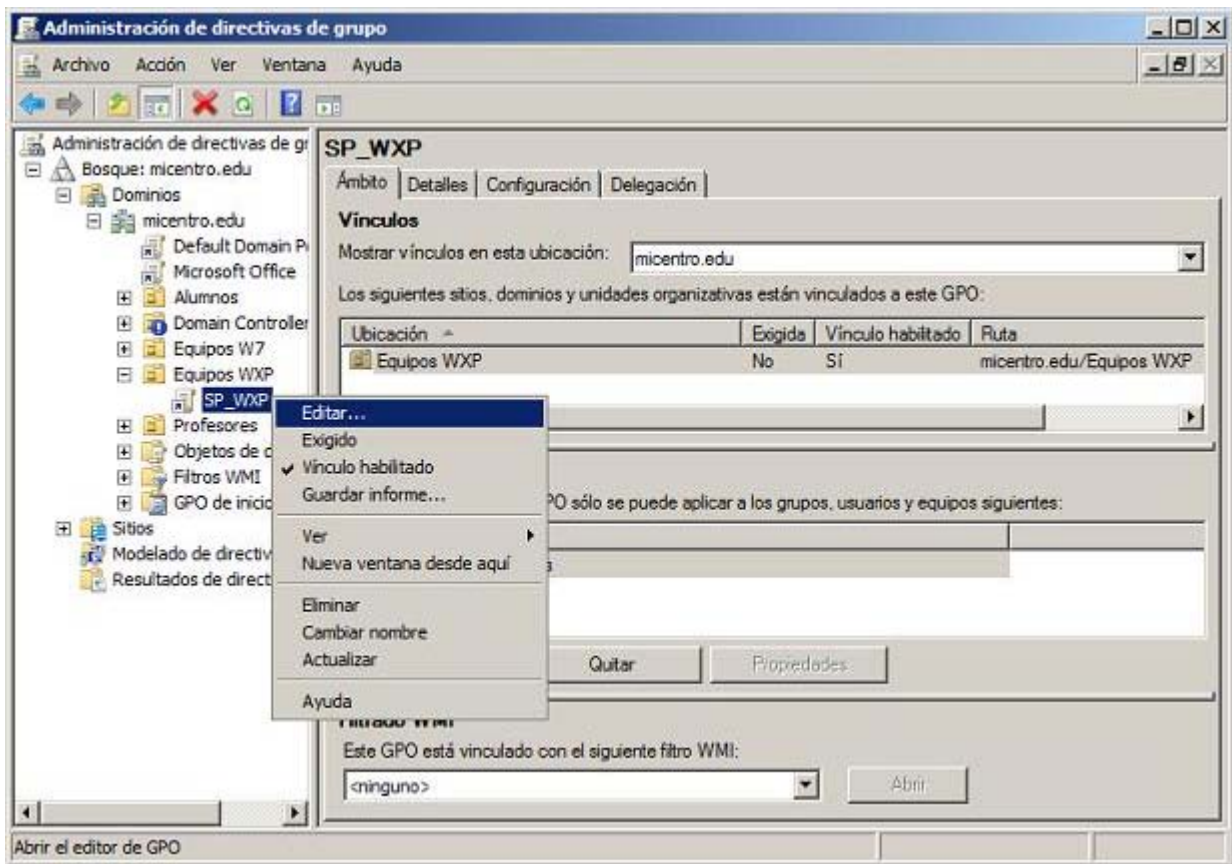 Administración de directivas de grupo
Archivo Acción Ver Ventana Ayuda
Administración de directivas de gr
Bosque: micentro.edu
Dominios
micentro.edu
Default Domain P
Microsoft Office
Alumnos
Domain Controller
Equipos W7
Equipos WXP
SP_WXP
Profesores
Objetos de
Filtros WMI
GPO de inicio
Sitios
Modelado de directiv
Resultados de direct
Editar...
Exigido
Vínculo habilitado
Guardar informe...
Ver
Nueva ventana desde aquí
Eliminar
Cambiar nombre
Actualizar
Ayuda
SP_WXP
Ámbito Detalles Configuración Delegación
Vínculos
Mostrar vínculos en esta ubicación: micentro.edu
Los siguientes sitios, dominios y unidades organizativas están vinculados a este GPO:
Ubicación Exigida Vínculo habilitado Ruta
Equipos WXP No Sí micentro.edu/Equipos WXP
PO sólo se puede aplicar a los grupos, usuarios y equipos siguientes:
Quitar Propiedades
Filtrado WMI
Este GPO está vinculado con el siguiente filtro WMI:
<ninguno> Abrir
Abrir el editor de GPO